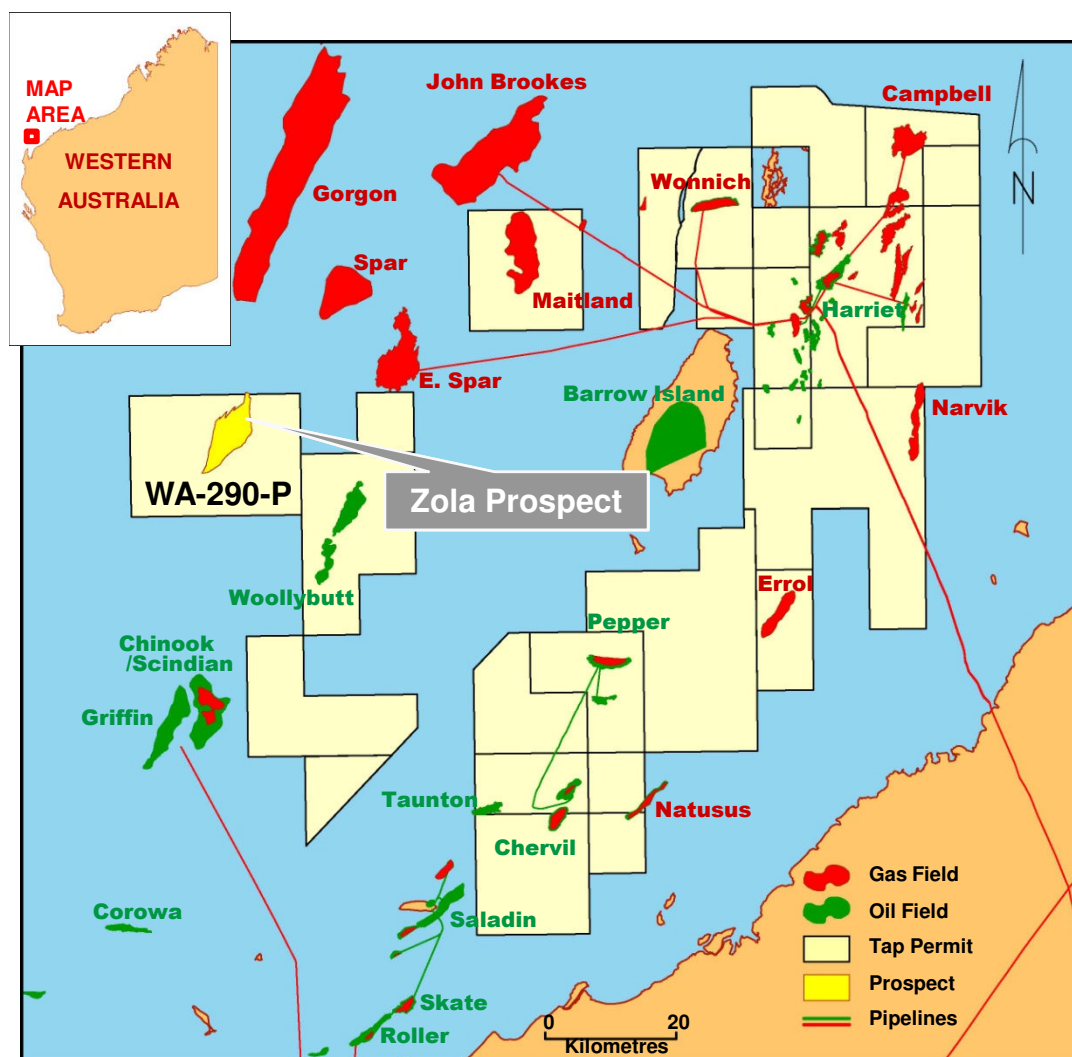 MAP
AREA
WESTERN
AUSTRALIA
John Brookes
Campbell
Gorgon
Wonnich
N
Spar
Maitland
Harriet
E. Spar
Barrow Island
Narvik
WA-290-P
Zola Prospect
Woollybutt
Errol
Pepper
Chinook
/Scindian
Griffin
Taunton
Natusus
Chervil
Gas Field
Corowa
Oil Field
Saladin
Tap Permit
Prospect
Skate
Pipelines
Roller
0 20
Kilometres